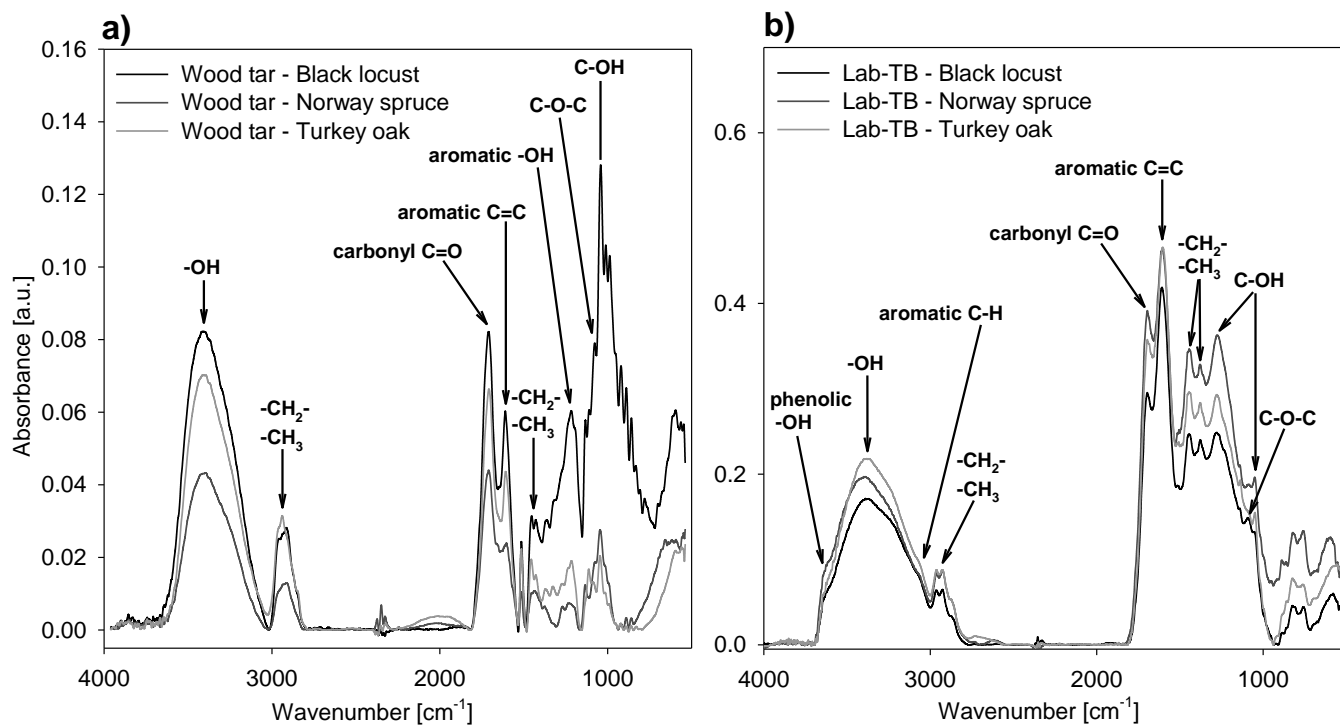 a)
Wood tar - Black locust
Wood tar - Norway spruce
Wood tar - Turkey oak
C-OH
C-O-C
aromatic -OH
aromatic C=C
carbonyl C=O
-OH
-CH2-
-CH3
-CH2-
-CH3
Absorbance [a.u.]
0.16
0.14
0.12
0.10
0.08
0.06
0.04
0.02
0.00
4000
3000
2000
1000
Wavenumber [cm-1]
b)
Lab-TB - Black locust
Lab-TB - Norway spruce
Lab-TB - Turkey oak
aromatic C=C
carbonyl C=O
-CH2-
-CH3
C-OH
aromatic C-H
-OH
phenolic
-OH
C-O-C
-CH2-
-CH3
0.6
0.4
0.2
0.0
4000
3000
2000
1000
Wavenumber [cm-1]